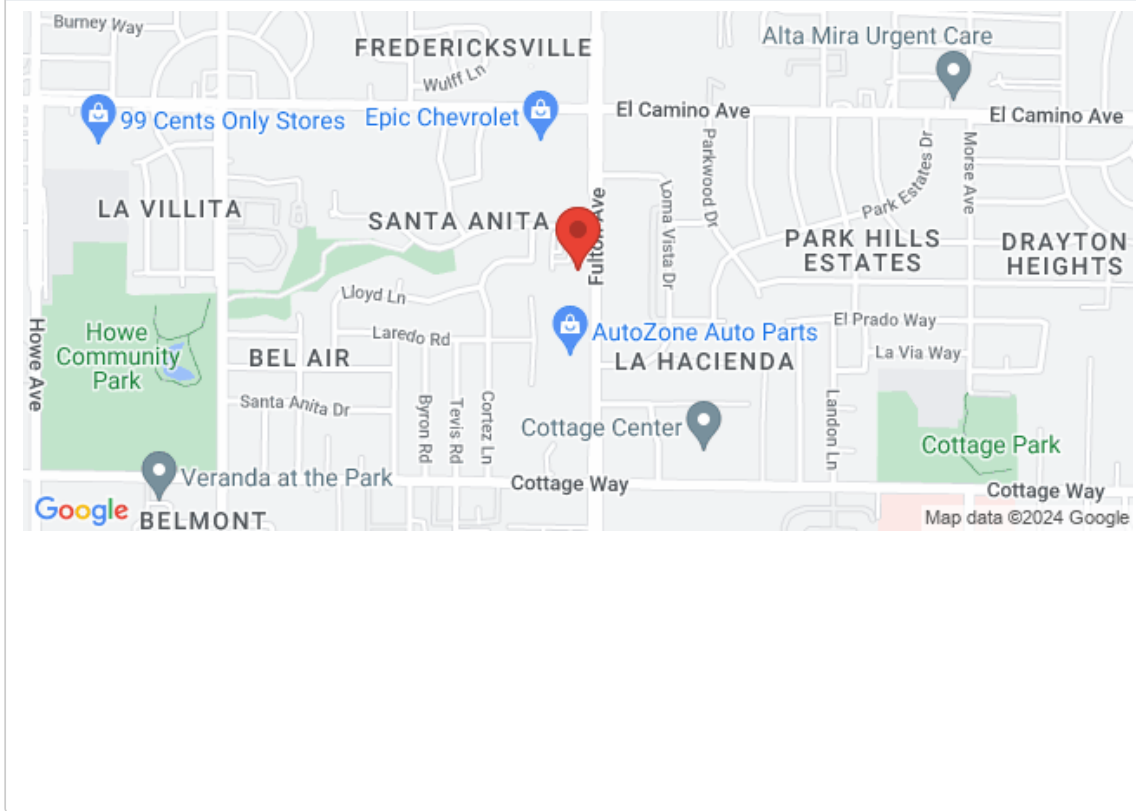 Burney Way
FREDERICKSVILLE
Alta Mira Urgent Care
Wulff Ln
99 Cents Only Stores
Epic Chevrolet
El Camino Ave
El Camino Ave
Parkwood Dr
Park Estates Dr
Morse Ave
LA VILLITA
SANTA ANITA
Fulton Ave
Loma Vista Dr
PARK HILLS
ESTATES
DRAYTON
HEIGHTS
Lloyd Ln
Howe Ave
Howe
Community
Park
Laredo Rd
AutoZone Auto Parts
El Prado Way
BEL AIR
LA HACIENDA
La Via Way
Santa Anita Dr
Byron Rd
Tevis Rd
Cortez Ln
Cottage Center
Landon Ln
Cottage Park
Veranda at the Park
Cottage Way
Cottage Way
Google
BELMONT
Map data ©2024 Google